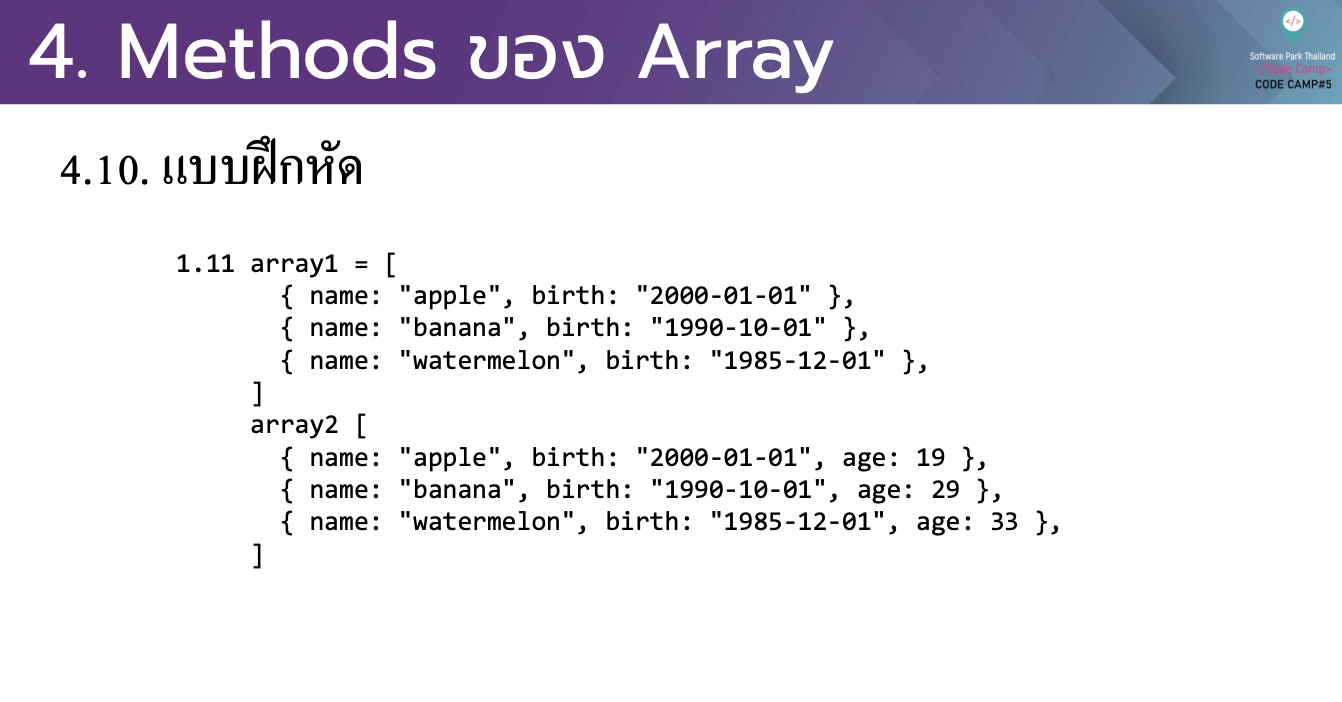 4. Methods ของ Array
</>
Software Park Thailand
</Code Camp>
CODE CAMP#5
4.10. แบบฝึกหัด
1.11 array1 = [
{ name: "apple", birth: "2000-01-01" },
{ name: "banana", birth: "1990-10-01" },
{ name: "watermelon", birth: "1985-12-01" },
]
array2 [
{ name: "apple", birth: "2000-01-01", age: 19 },
{ name: "banana", birth: "1990-10-01", age: 29 },
{ name: "watermelon", birth: "1985-12-01", age: 33 },
]